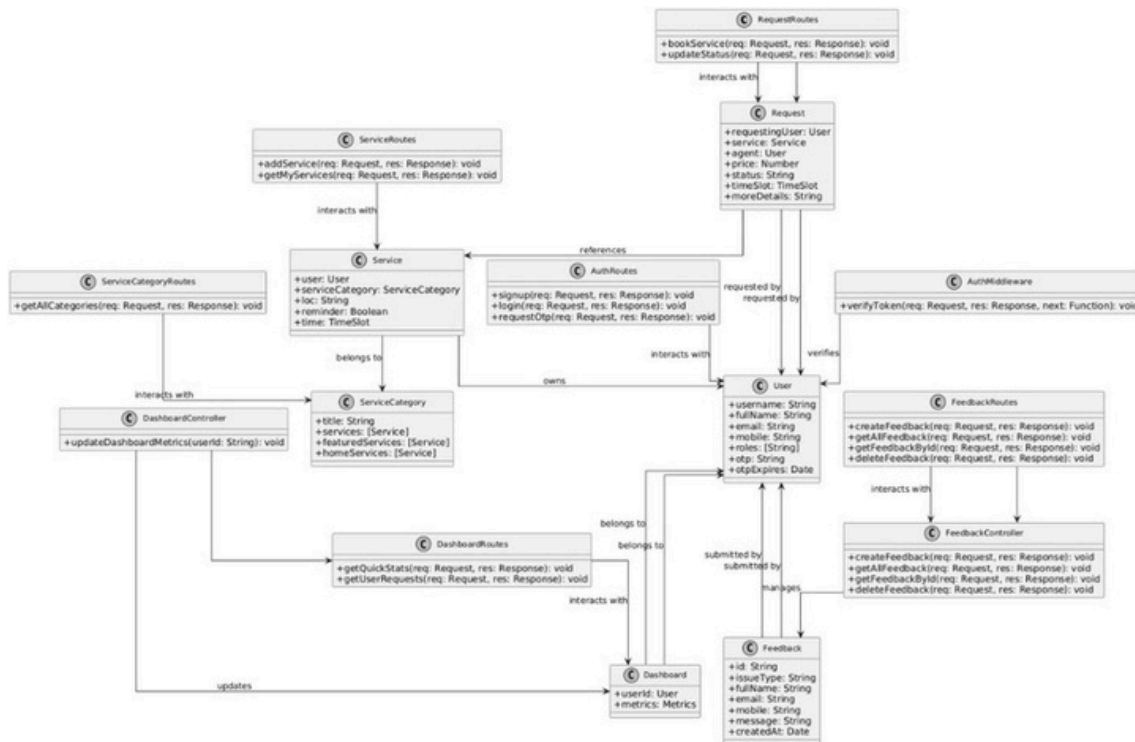 C RequestRoutes
+bookService(req: Request, res: Response): void
+updateStatus(req: Request, res: Response): void
interacts with
C Request
+requestingUser: User
+service: Service
+agent: User
+price: Number
+status: String
+timeSlot: TimeSlot
+moreDetails: String
C ServiceRoutes
+addService(req: Request, res: Response): void
+getMyServices(req: Request, res: Response): void
interacts with
references
C Service
+user: User
+serviceCategory: ServiceCategory
+loc: String
+reminder: Boolean
+time: TimeSlot
C AuthRoutes
+signup(req: Request, res: Response): void
+login(req: Request, res: Response): void
+requestOtp(req: Request, res: Response): void
requested by
requested by
C AuthMiddleware
+verifyToken(req: Request, res: Response, next: Function): void
C ServiceCategoryRoutes
+getAllCategories(req: Request, res: Response): void
belongs to
interacts with
verifies
owns
interacts with
C ServiceCategory
+title: String
+services: [Service]
+featuredServices: [Service]
+homeServices: [Service]
C User
+username: String
+fullName: String
+email: String
+mobile: String
+roles: [String]
+otp: String
+otpExpires: Date
C FeedbackRoutes
+createFeedback(req: Request, res: Response): void
+getAllFeedback(req: Request, res: Response): void
+getFeedbackById(req: Request, res: Response): void
+deleteFeedback(req: Request, res: Response): void
C DashboardController
+updateDashboardMetrics(userId: String): void
interacts with
belongs to
belongs to
C DashboardRoutes
+getQuickStats(req: Request, res: Response): void
+getUserRequests(req: Request, res: Response): void
submitted by
submitted by
C FeedbackController
+createFeedback(req: Request, res: Response): void
+getAllFeedback(req: Request, res: Response): void
+getFeedbackById(req: Request, res: Response): void
+deleteFeedback(req: Request, res: Response): void
manages
interacts with
updates
C Dashboard
+userId: User
+metrics: Metrics
C Feedback
+id: String
+issueType: String
+fullName: String
+email: String
+mobile: String
+message: String
+createdAt: Date